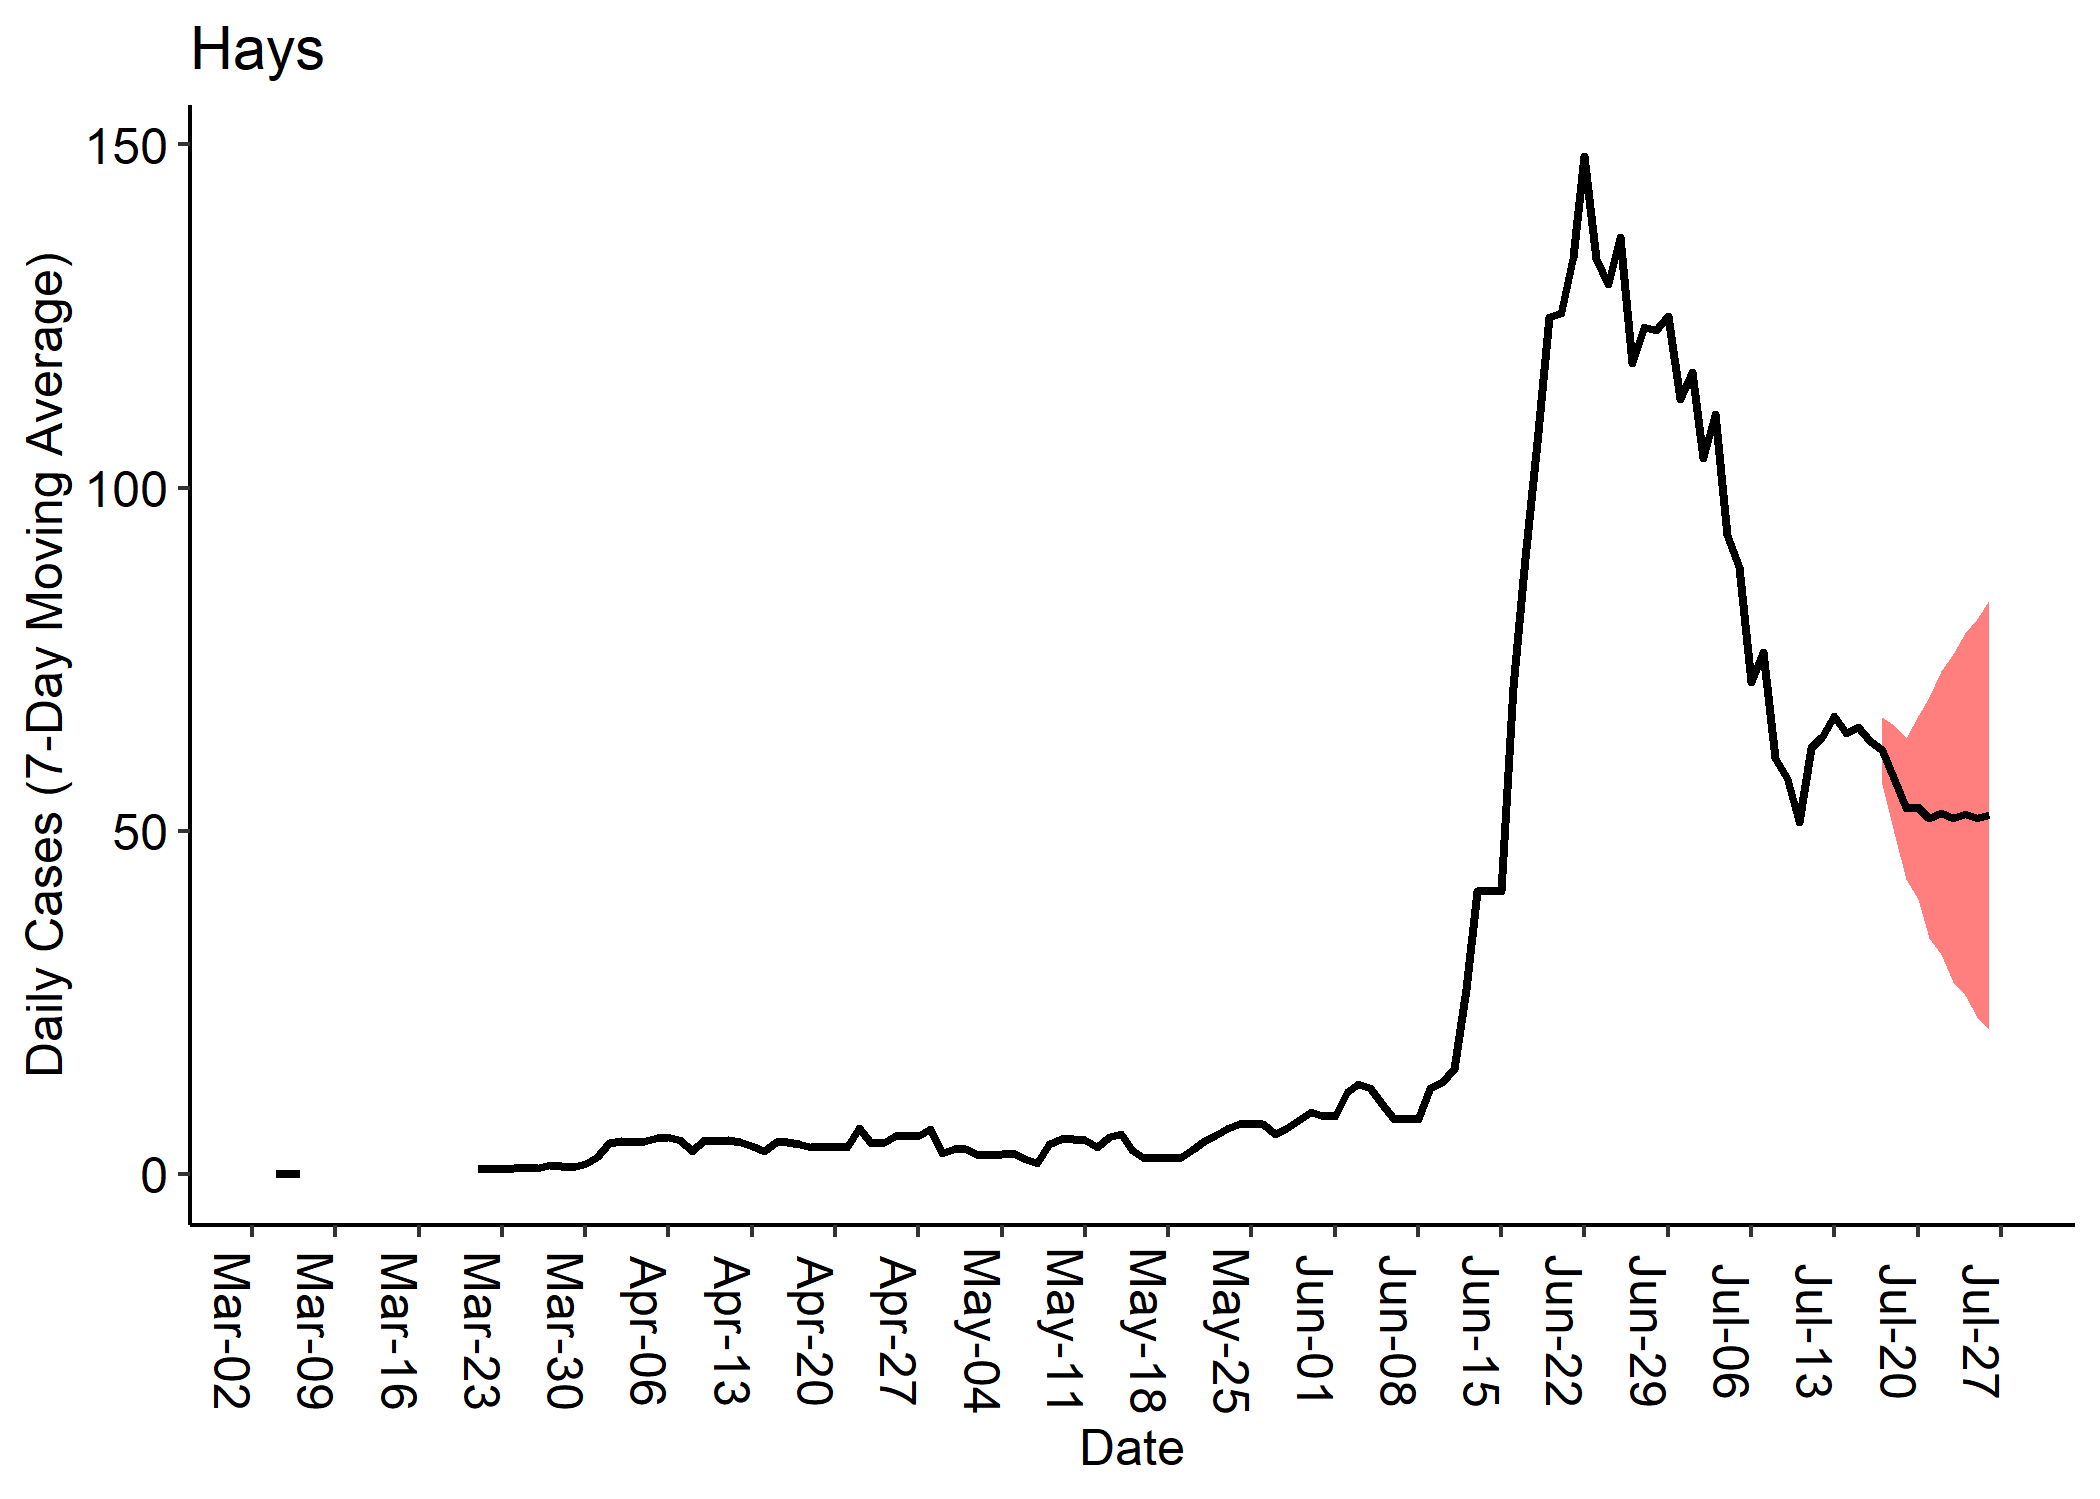 Hays
Daily Cases (7-Day Moving Average)
150
100
50
0
Mar-02
Mar-09
Mar-16
Mar-23
Mar-30
Apr-06
Apr-13
Apr-20
Apr-27
May-04
May-11
May-18
May-25
Jun-01
Jun-08
Jun-15
Jun-22
Jun-29
Jul-06
Jul-13
Jul-20
Jul-27
Date